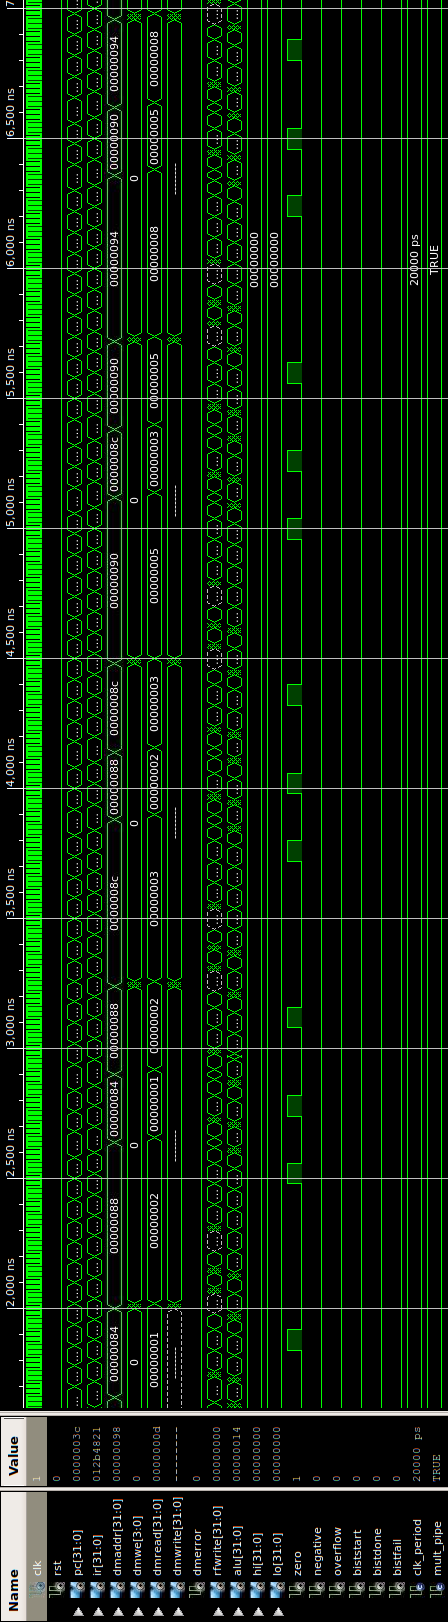 Name Value 2,000 ns 2,500 ns 3,000 ns 3,500 ns 4,000 ns 4,500 ns 5,000 ns 5,500 ns 6,000 ns 6,500 ns 7
clk 1
rst 0
pc[31:0] 0000003c
ir[31:0] 012b4821
dmaddr[31:0] 00000098 00000084 00000088 00000084 00000088 0000008c 00000088 0000008c 00000090 0000008c 00000090 00000094 00000090 00000094
dmwe[3:0] 0 0 0 0 0 0
dmread[31:0] 0000000d 00000001 00000002 00000001 00000002 00000003 00000002 00000003 00000005 00000003 00000005 00000008 00000005 00000008
dmwrite[31:0] --------
dmerror 0
rfwrite[31:0] 00000000
alu[31:0] 00000014
hi[31:0] 00000000 00000000
lo[31:0] 00000000 00000000
zero 1
negative 0
overflow 0
biststart 0
bistdone 0
bistfail 0
clk_period 20000 ps 20000 ps
TRUE TRUE